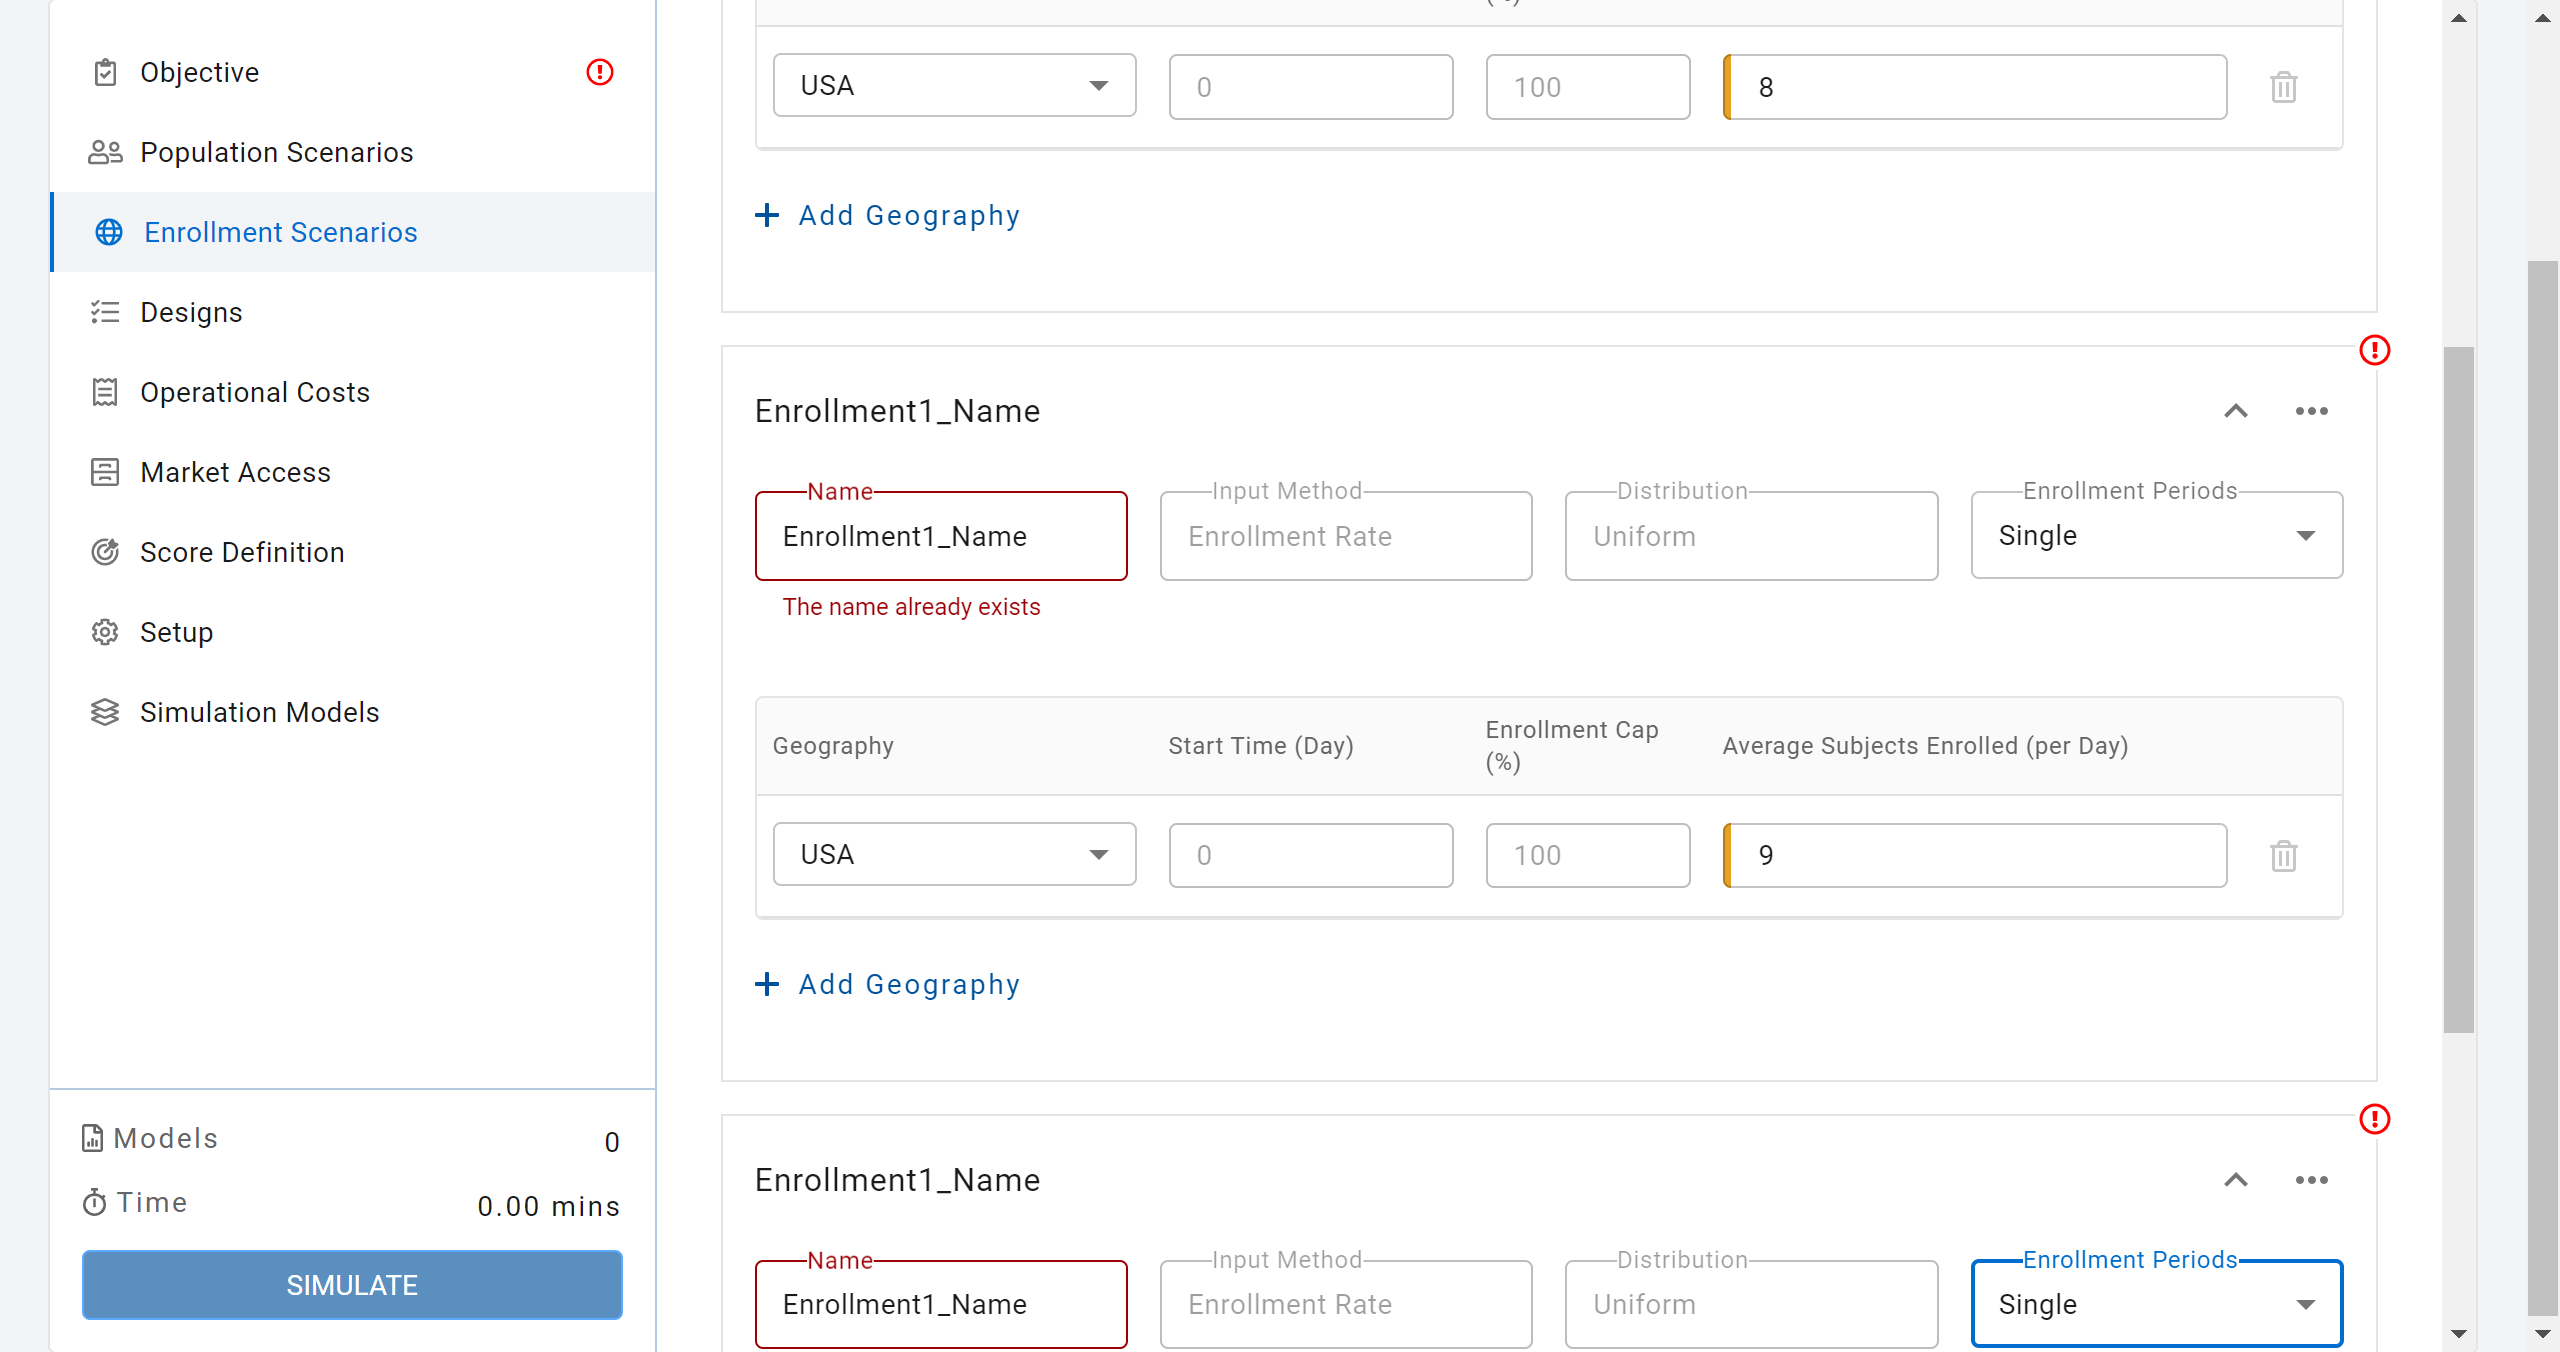 Objective
Population Scenarios
Enrollment Scenarios
Designs
Operational Costs
Market Access
Score Definition
Setup
Simulation Models
Models 0
Time 0.00 mins
SIMULATE
USA 0 100 8
Add Geography
Enrollment1_Name
Name Input Method Distribution Enrollment Periods
Enrollment1_Name Enrollment Rate Uniform Single
The name already exists
Geography Start Time (Day) Enrollment Cap (%) Average Subjects Enrolled (per Day)
USA 0 100 9
Add Geography
Enrollment1_Name
Name Input Method Distribution Enrollment Periods
Enrollment1_Name Enrollment Rate Uniform Single